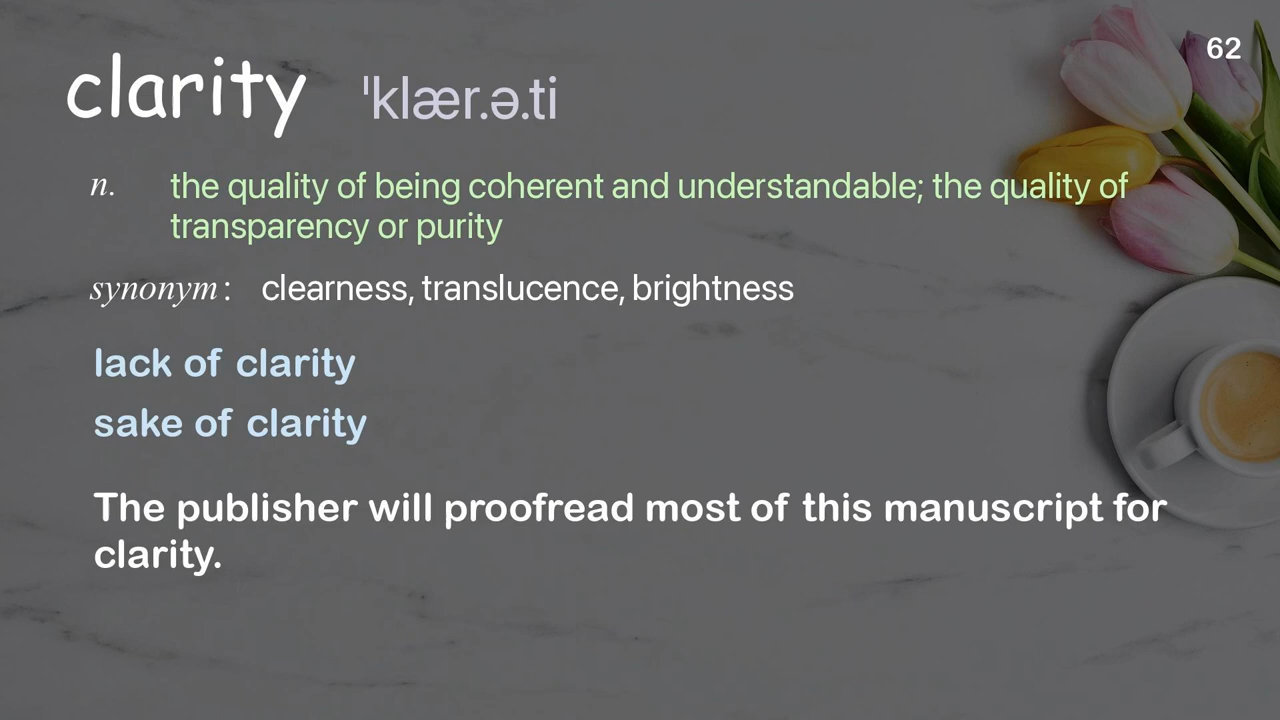 62
clarity ˈklær.ə.ti
n. the quality of being coherent and understandable; the quality of
transparency or purity
synonym: clearness, translucence, brightness
lack of clarity
sake of clarity
The publisher will proofread most of this manuscript for
clarity.